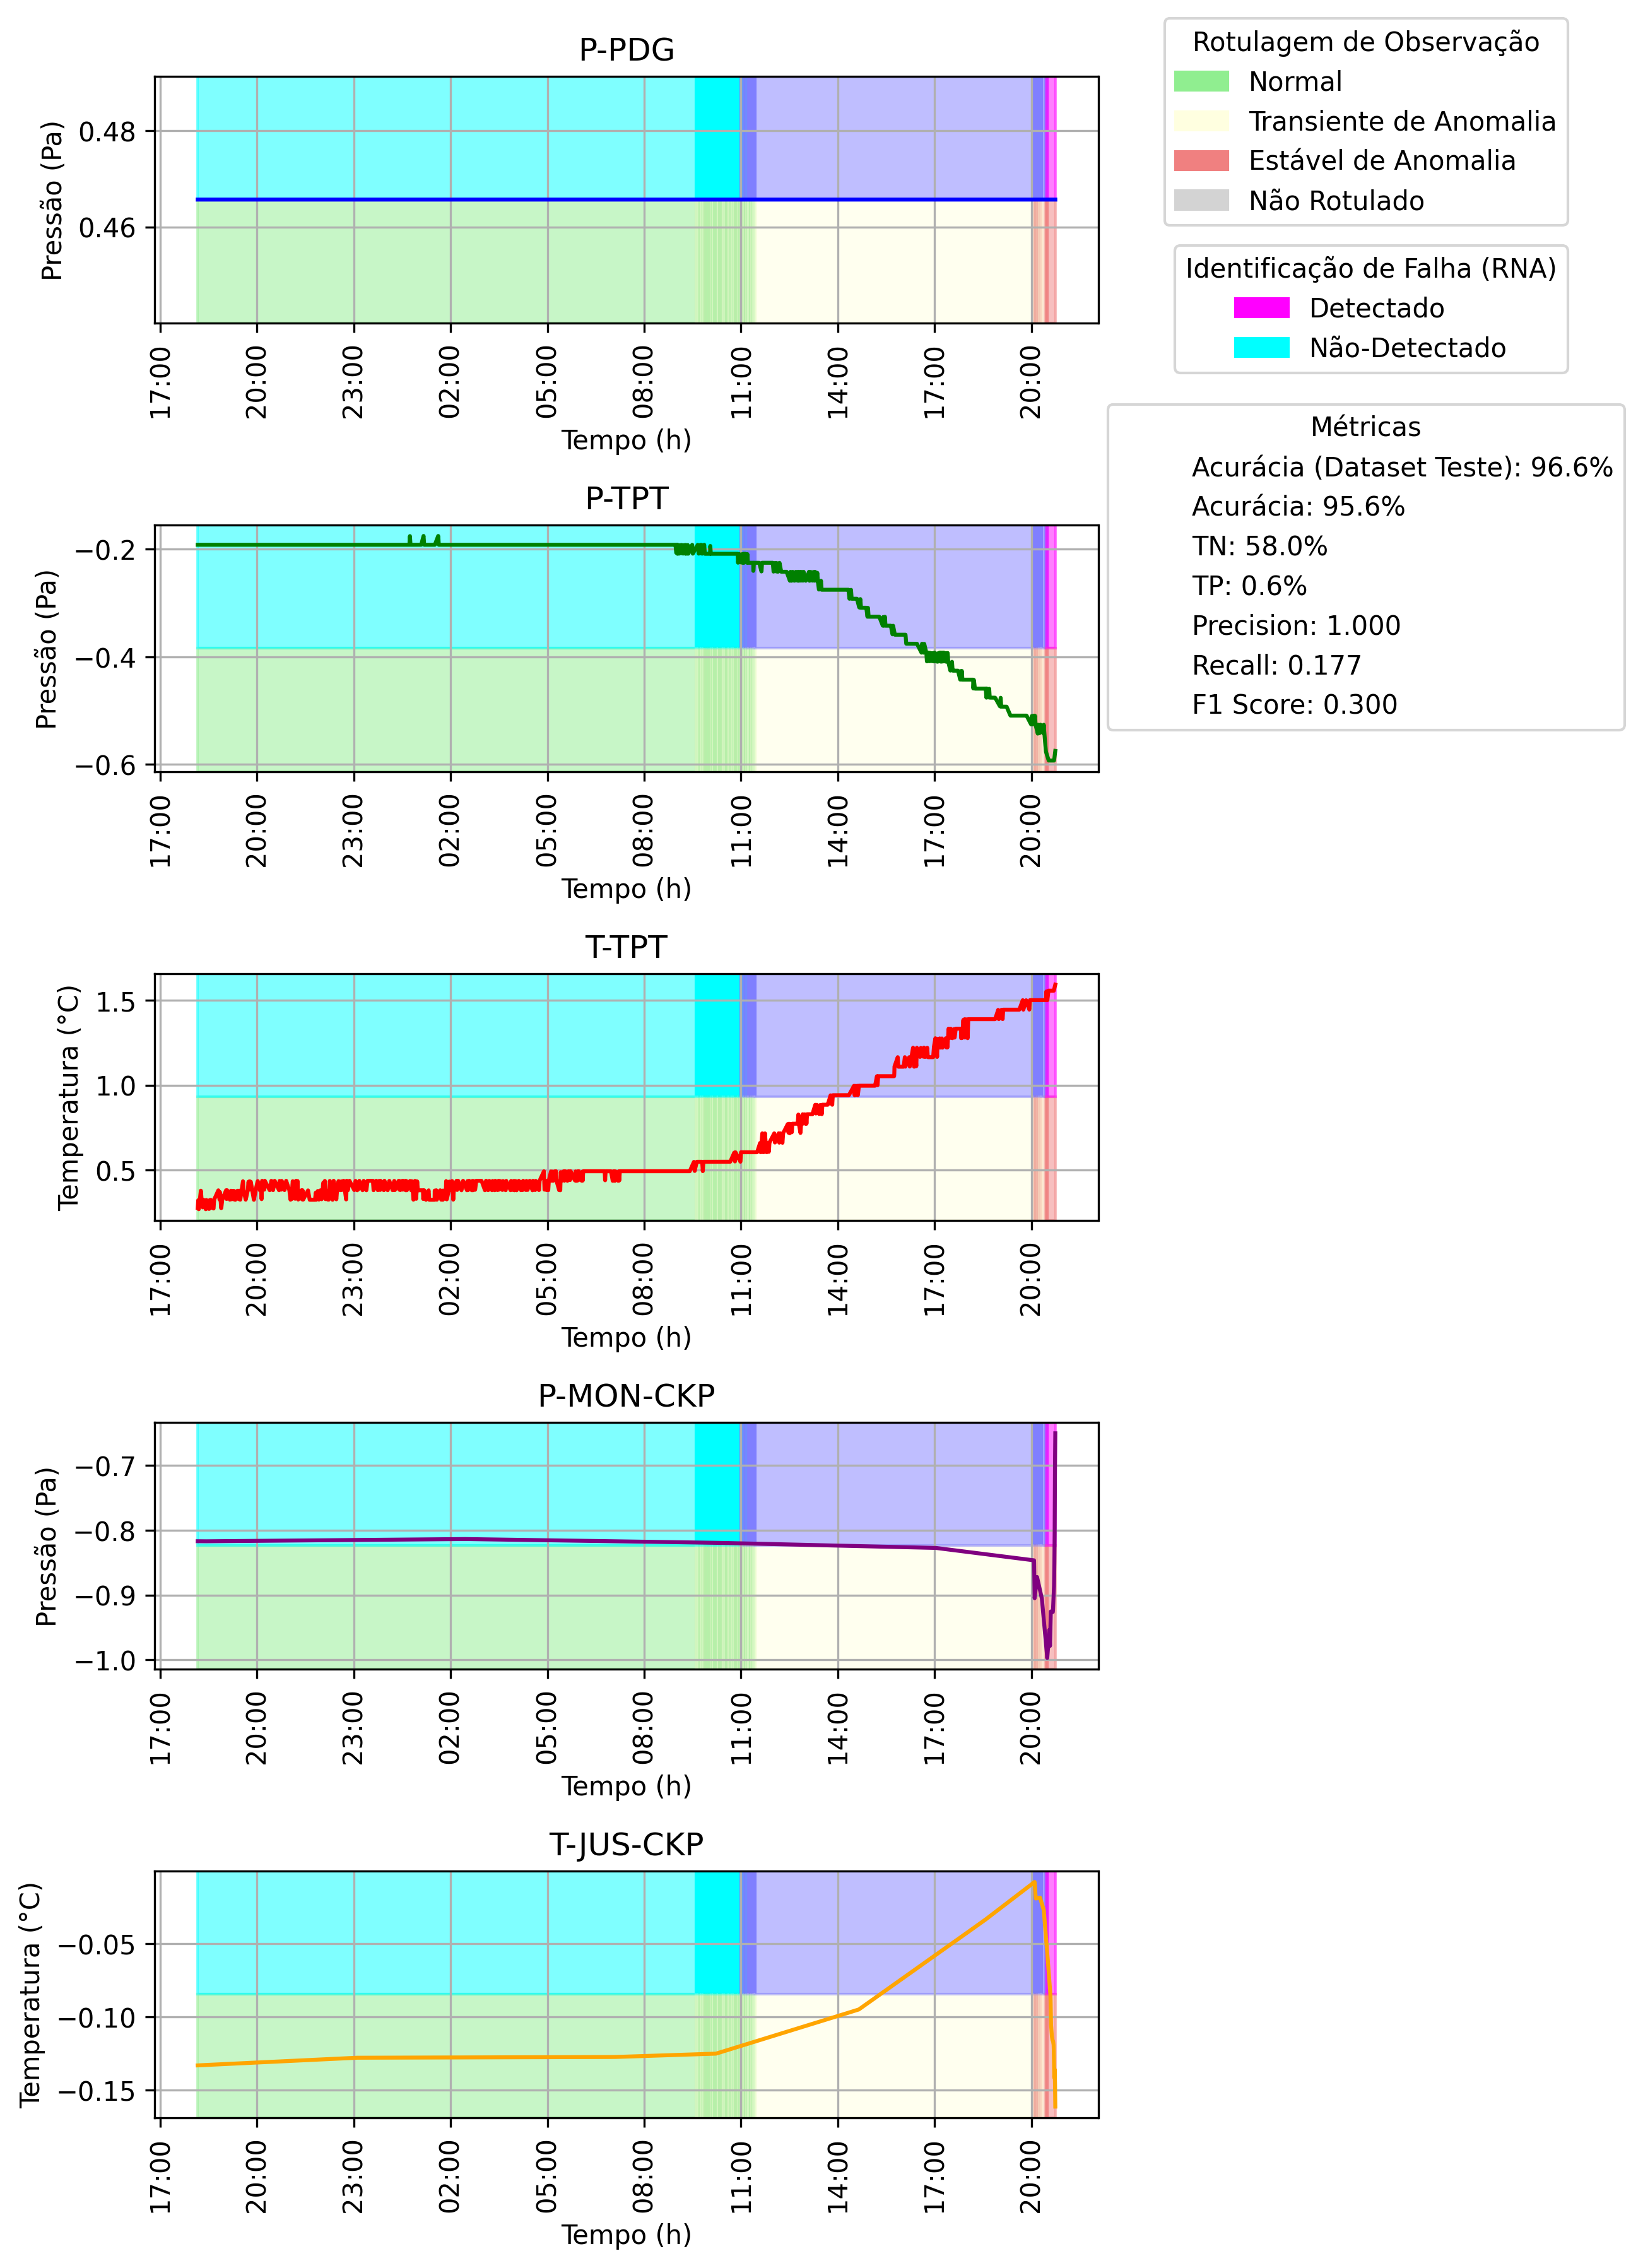 P-PDG
Pressão (Pa)
0.48
0.46
17:00 20:00 23:00 02:00 05:00 08:00 11:00 14:00 17:00 20:00
Tempo (h)
Rotulagem de Observação
Normal
Transiente de Anomalia
Estável de Anomalia
Não Rotulado
Identificação de Falha (RNA)
Detectado
Não-Detectado
Métricas
Acurácia (Dataset Teste): 96.6%
Acurácia: 95.6%
TN: 58.0%
TP: 0.6%
Precision: 1.000
Recall: 0.177
F1 Score: 0.300
P-TPT
Pressão (Pa)
−0.2
−0.4
−0.6
17:00 20:00 23:00 02:00 05:00 08:00 11:00 14:00 17:00 20:00
Tempo (h)
T-TPT
Temperatura (°C)
1.5
1.0
0.5
17:00 20:00 23:00 02:00 05:00 08:00 11:00 14:00 17:00 20:00
Tempo (h)
P-MON-CKP
Pressão (Pa)
−0.7
−0.8
−0.9
−1.0
17:00 20:00 23:00 02:00 05:00 08:00 11:00 14:00 17:00 20:00
Tempo (h)
T-JUS-CKP
Temperatura (°C)
−0.05
−0.10
−0.15
17:00 20:00 23:00 02:00 05:00 08:00 11:00 14:00 17:00 20:00
Tempo (h)